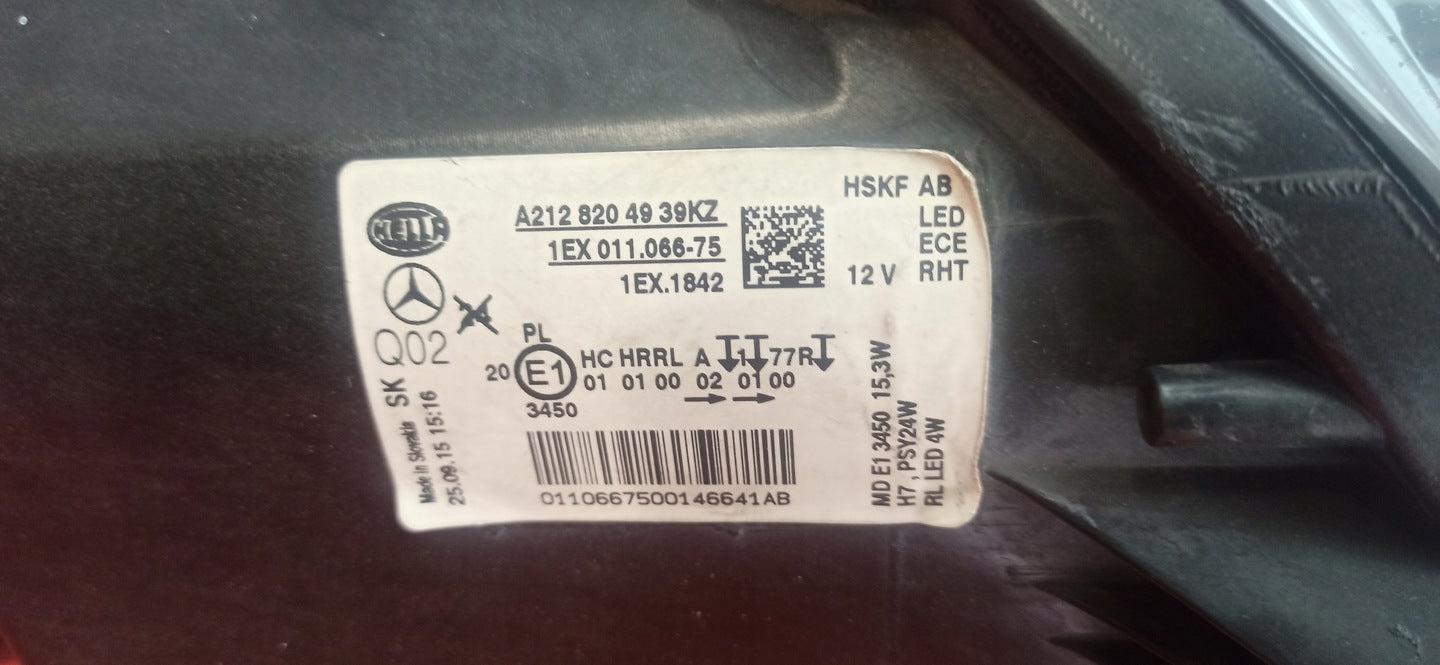 HELLA
A212 820 49 39KZ
1EX 011.066-75
1EX.1842
HSKF AB
LED
ECE
12 V RHT
Q02
SK
Made in Slovakia
25.09.15 15:16
PL
20 E1 HC HRRL A 1 77R
01 01 00 02 01 00
3450
0110667500146641AB
MD E1 3450 15,3W
H7, PSY24W
RL LED 4W